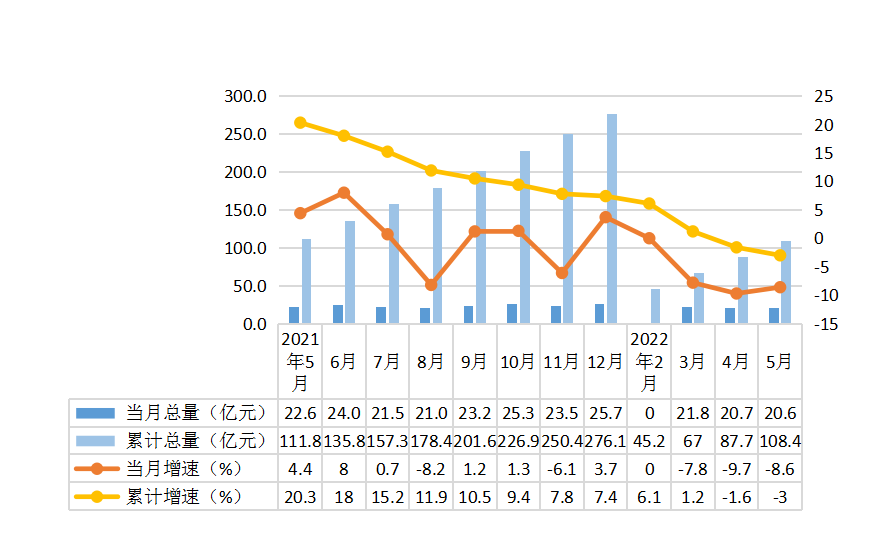 300.0 25
250.0 20
200.0 15
150.0 10
100.0 5
50.0 0
0.0 -5
-10
-15
2021年5月 6月 7月 8月 9月 10月 11月 12月 2022年2月 3月 4月 5月
当月总量（亿元） 22.6 24.0 21.5 21.0 23.2 25.3 23.5 25.7 0 21.8 20.7 20.6
累计总量（亿元） 111.8 135.8 157.3 178.4 201.6 226.9 250.4 276.1 45.2 67 87.7 108.4
当月增速（%） 4.4 8 0.7 -8.2 1.2 1.3 -6.1 3.7 0 -7.8 -9.7 -8.6
累计增速（%） 20.3 18 15.2 11.9 10.5 9.4 7.8 7.4 6.1 1.2 -1.6 -3